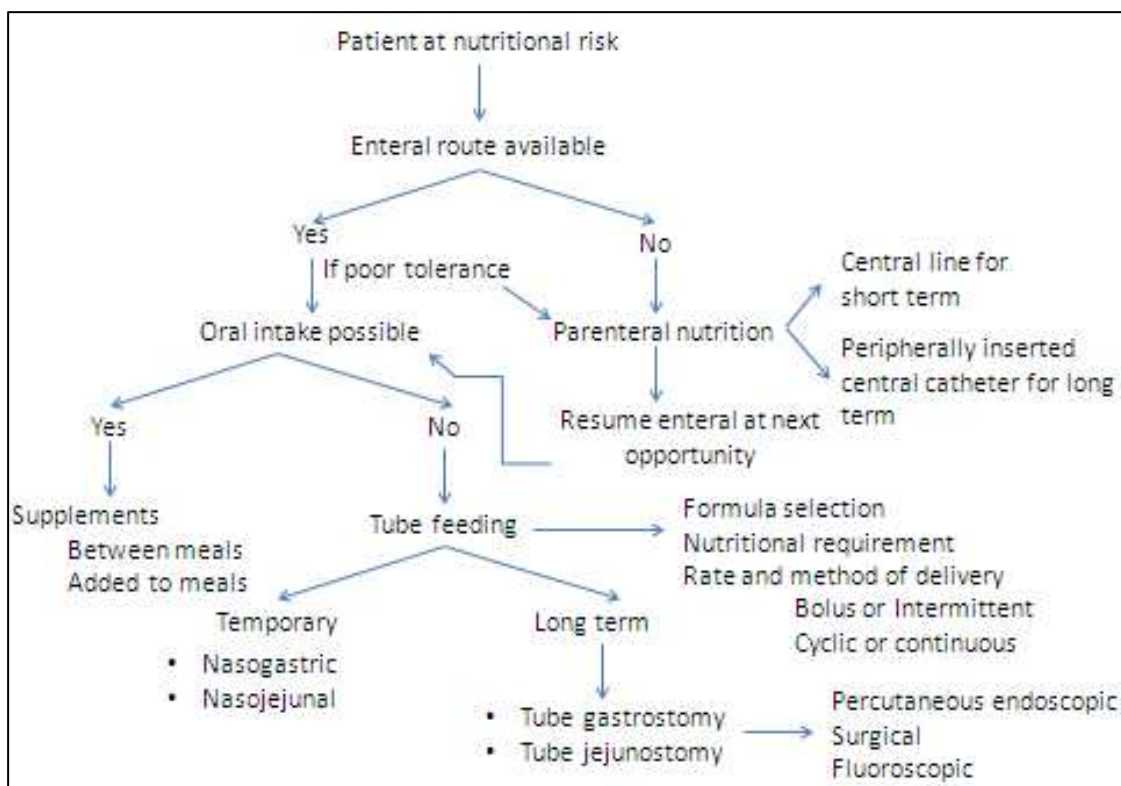 Patient at nutritional risk
Enteral route available
Yes
No
If poor tolerance
Central line for
short term
Oral intake possible
Parenteral nutrition
Peripherally inserted
central catheter for long
term
Yes
No
Resume enteral at next
opportunity
Supplements
Between meals
Added to meals
Tube feeding
Formula selection
Nutritional requirement
Rate and method of delivery
Bolus or Intermittent
Cyclic or continuous
Temporary
• Nasogastric
• Nasojejunal
Long term
• Tube gastrostomy
• Tube jejunostomy
Percutaneous endoscopic
Surgical
Fluoroscopic